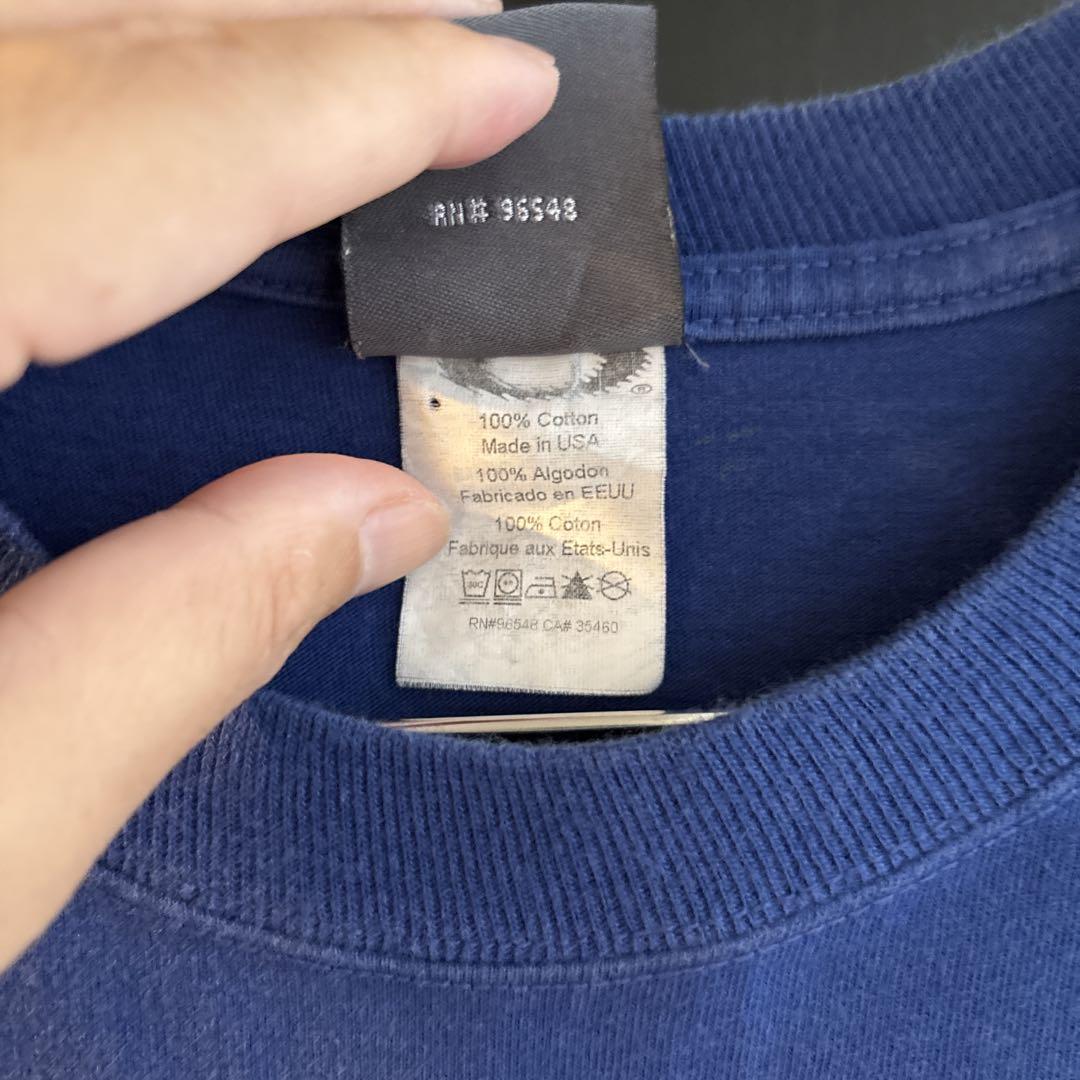 RN# 96548
®
100% Cotton
Made in USA
100% Algodon
Fabricado en EEUU
100% Coton
Fabrique aux Etats-Unis
30C
RN#96548 CA# 35460